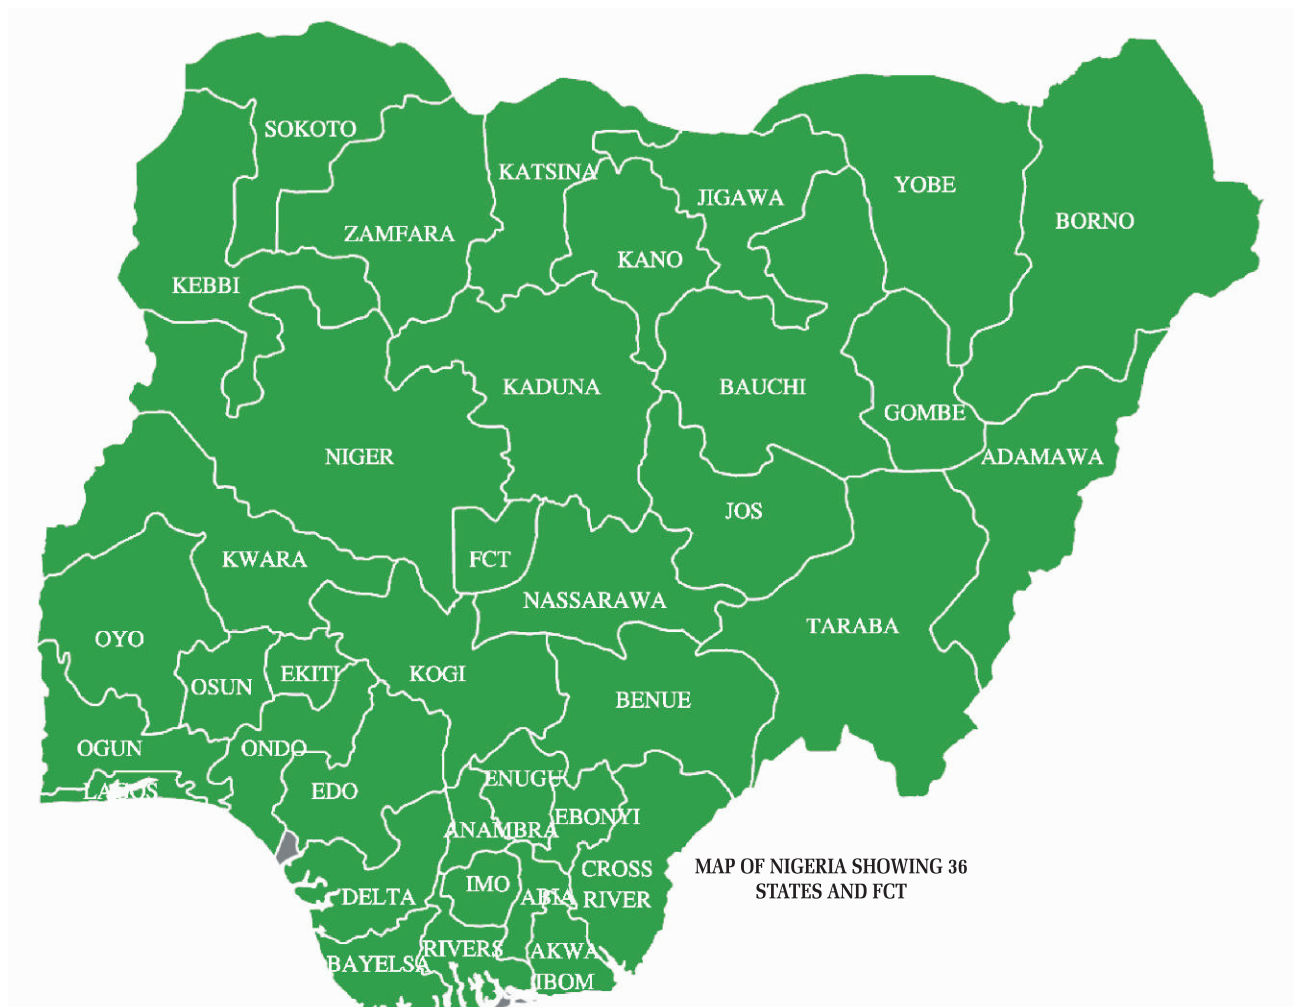 SOKOTO
KATSINA
ZAMFARA
JIGAWA
YOBE
BORNO
KEBBI
KANO
KADUNA
BAUCHI
GOMBE
NIGER
ADAMAWA
JOS
KWARA
FCT
NASSARAWA
TARABA
OYO
OSUN
EKITI
KOGI
BENUE
OGUN
ONDO
LAGOS
EDO
ENUGU
EBONYI
ANAMBRA
MAP OF NIGERIA SHOWING 36
STATES AND FCT
CROSS
RIVER
IMO
ABIA
DELTA
RIVERS
AKWA
IBOM
BAYELSA